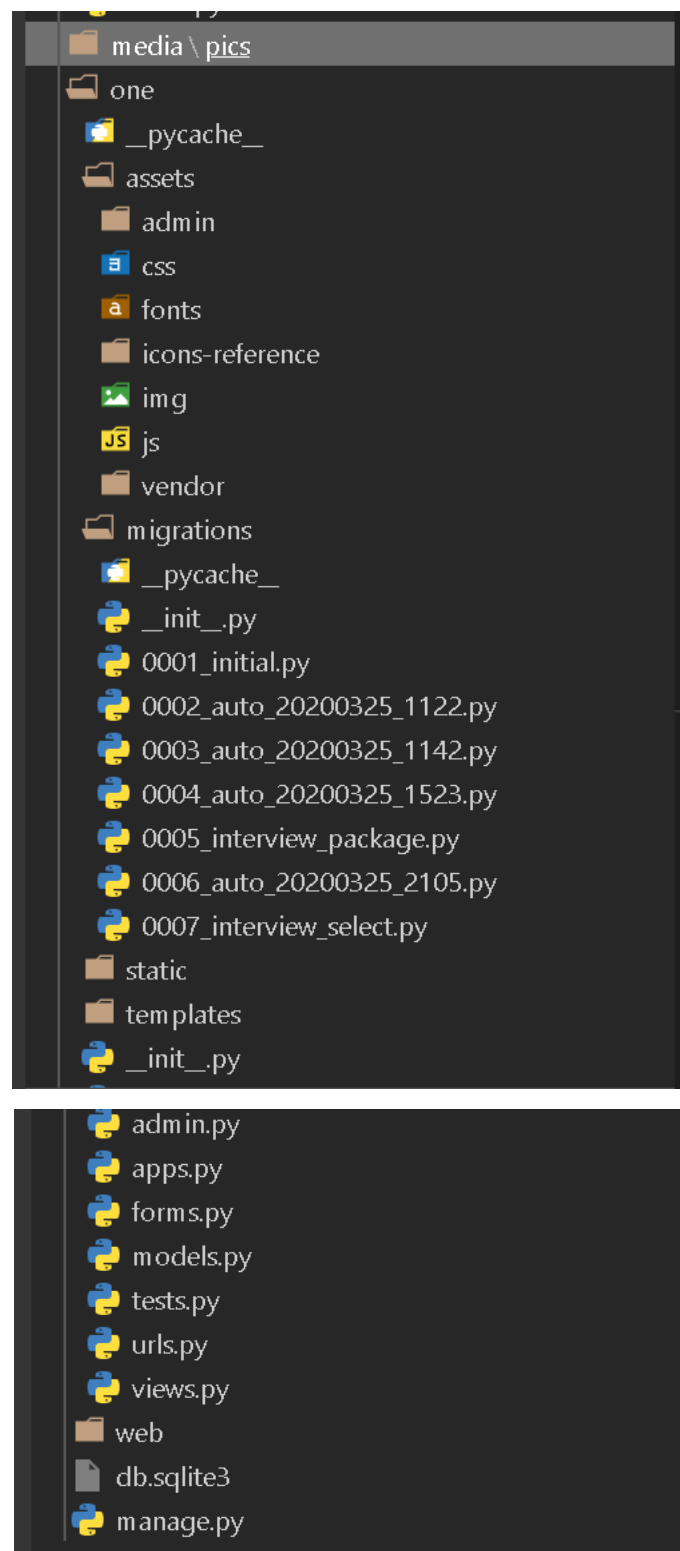 media \ pics
one
__pycache__
assets
admin
css
a fonts
icons-reference
img
JS js
vendor
migrations
__pycache__
__init__.py
0001_initial.py
0002_auto_20200325_1122.py
0003_auto_20200325_1142.py
0004_auto_20200325_1523.py
0005_interview_package.py
0006_auto_20200325_2105.py
0007_interview_select.py
static
templates
__init__.py
admin.py
apps.py
forms.py
models.py
tests.py
urls.py
views.py
web
db.sqlite3
manage.py